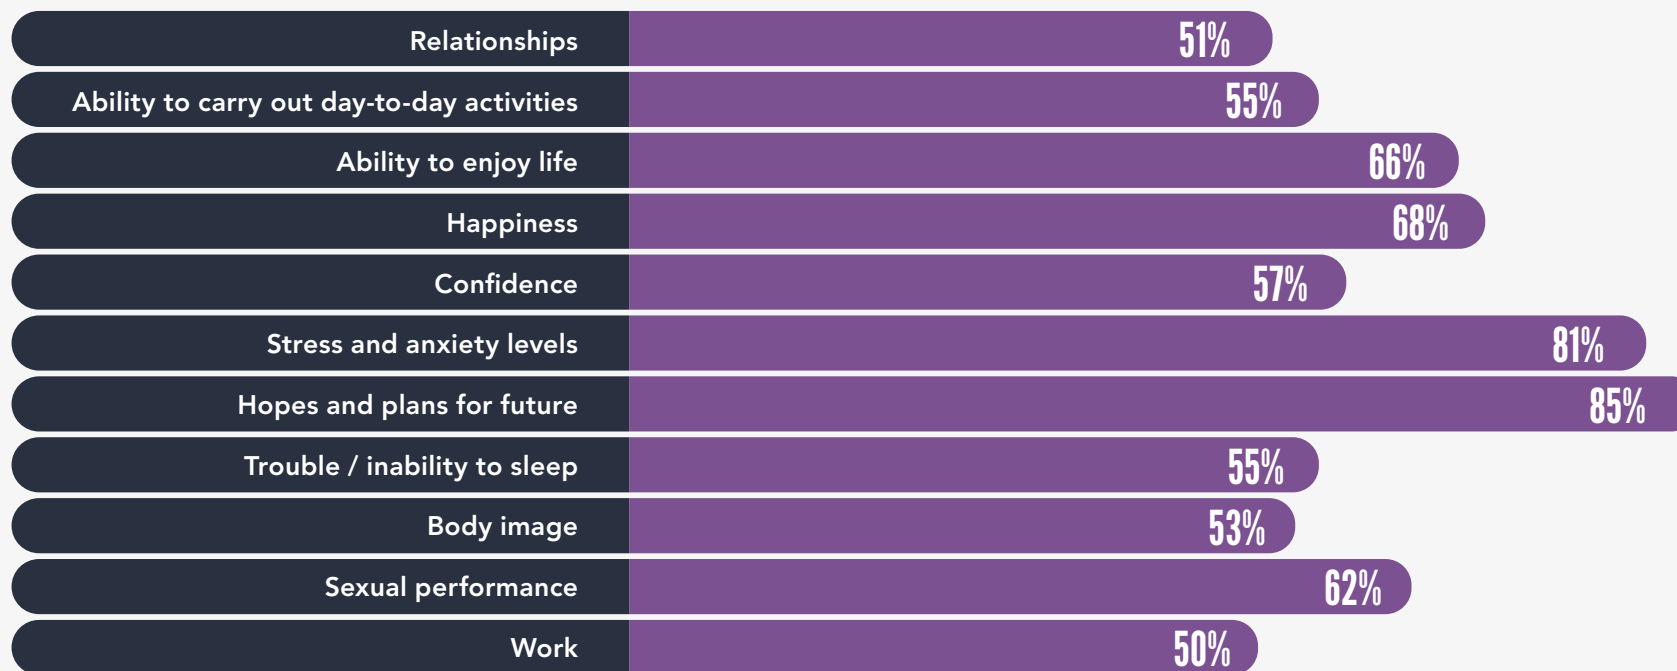 Relationships 51%
Ability to carry out day-to-day activities 55%
Ability to enjoy life 66%
Happiness 68%
Confidence 57%
Stress and anxiety levels 81%
Hopes and plans for future 85%
Trouble / inability to sleep 55%
Body image 53%
Sexual performance 62%
Work 50%